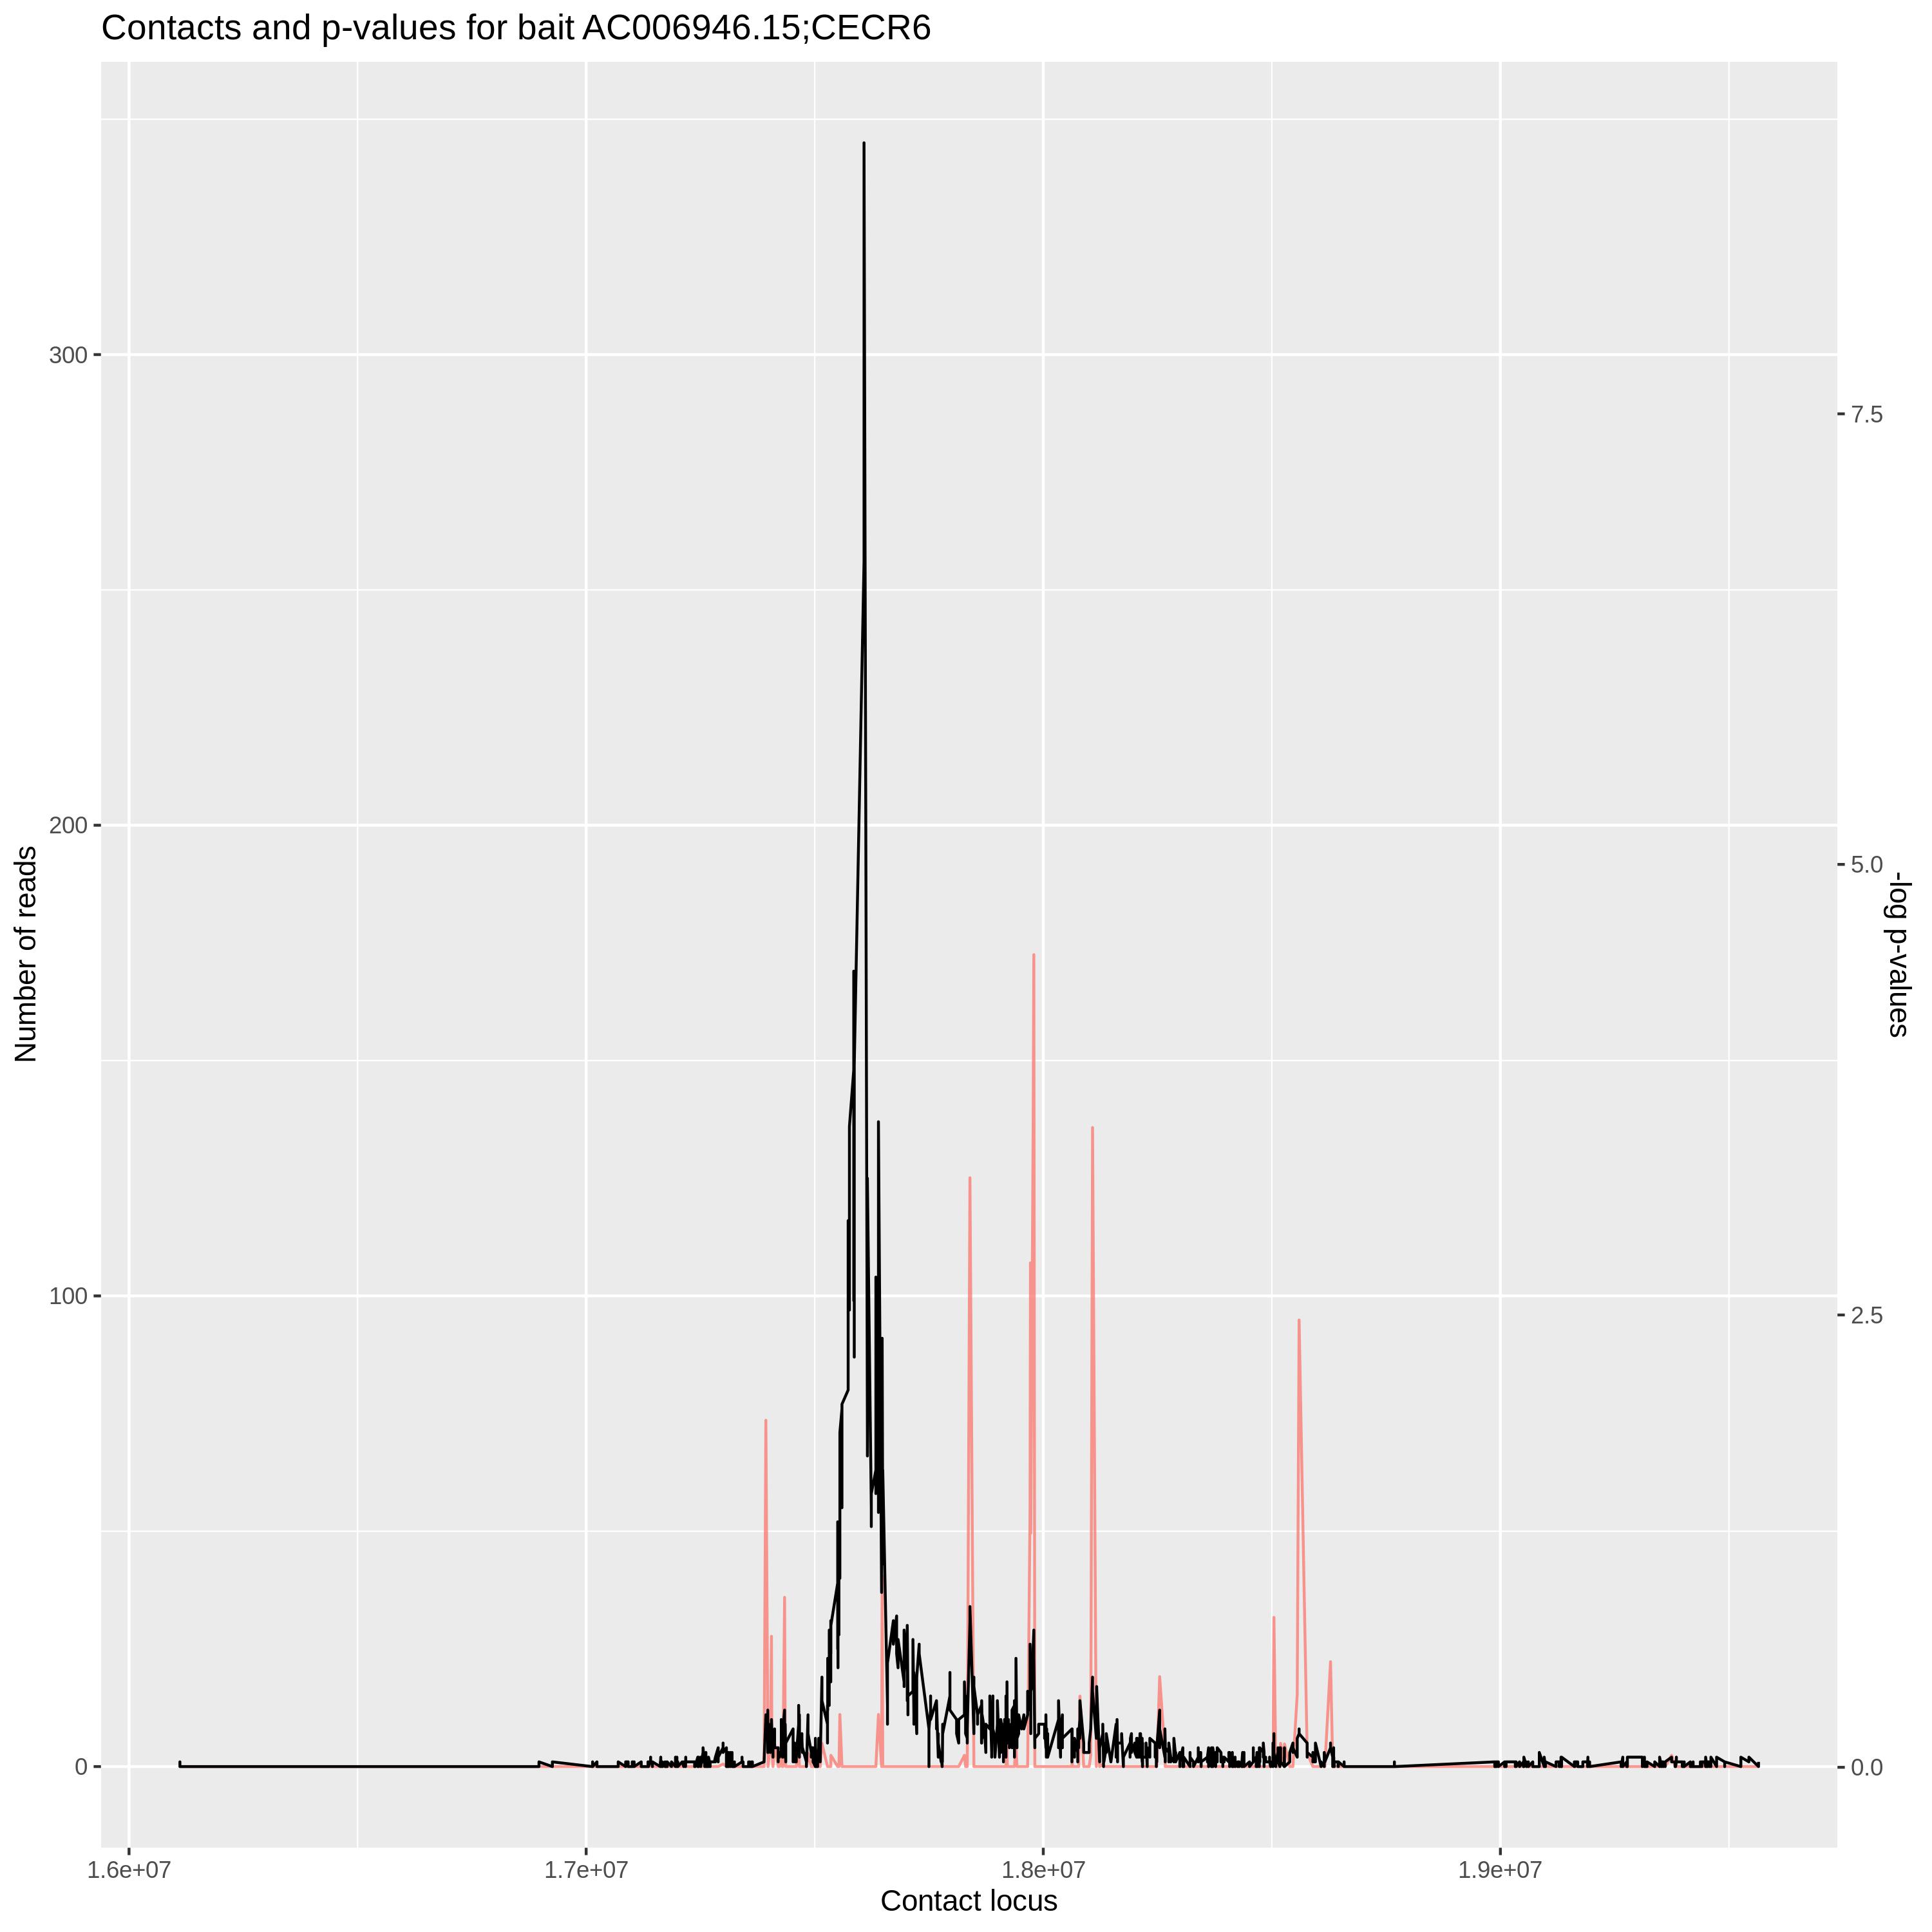 Contacts and p-values for bait AC006946.15;CECR6
Number of reads
300
200
100
0
7.5
5.0
2.5
0.0
-log p-values
1.6e+07 1.7e+07 1.8e+07 1.9e+07
Contact locus